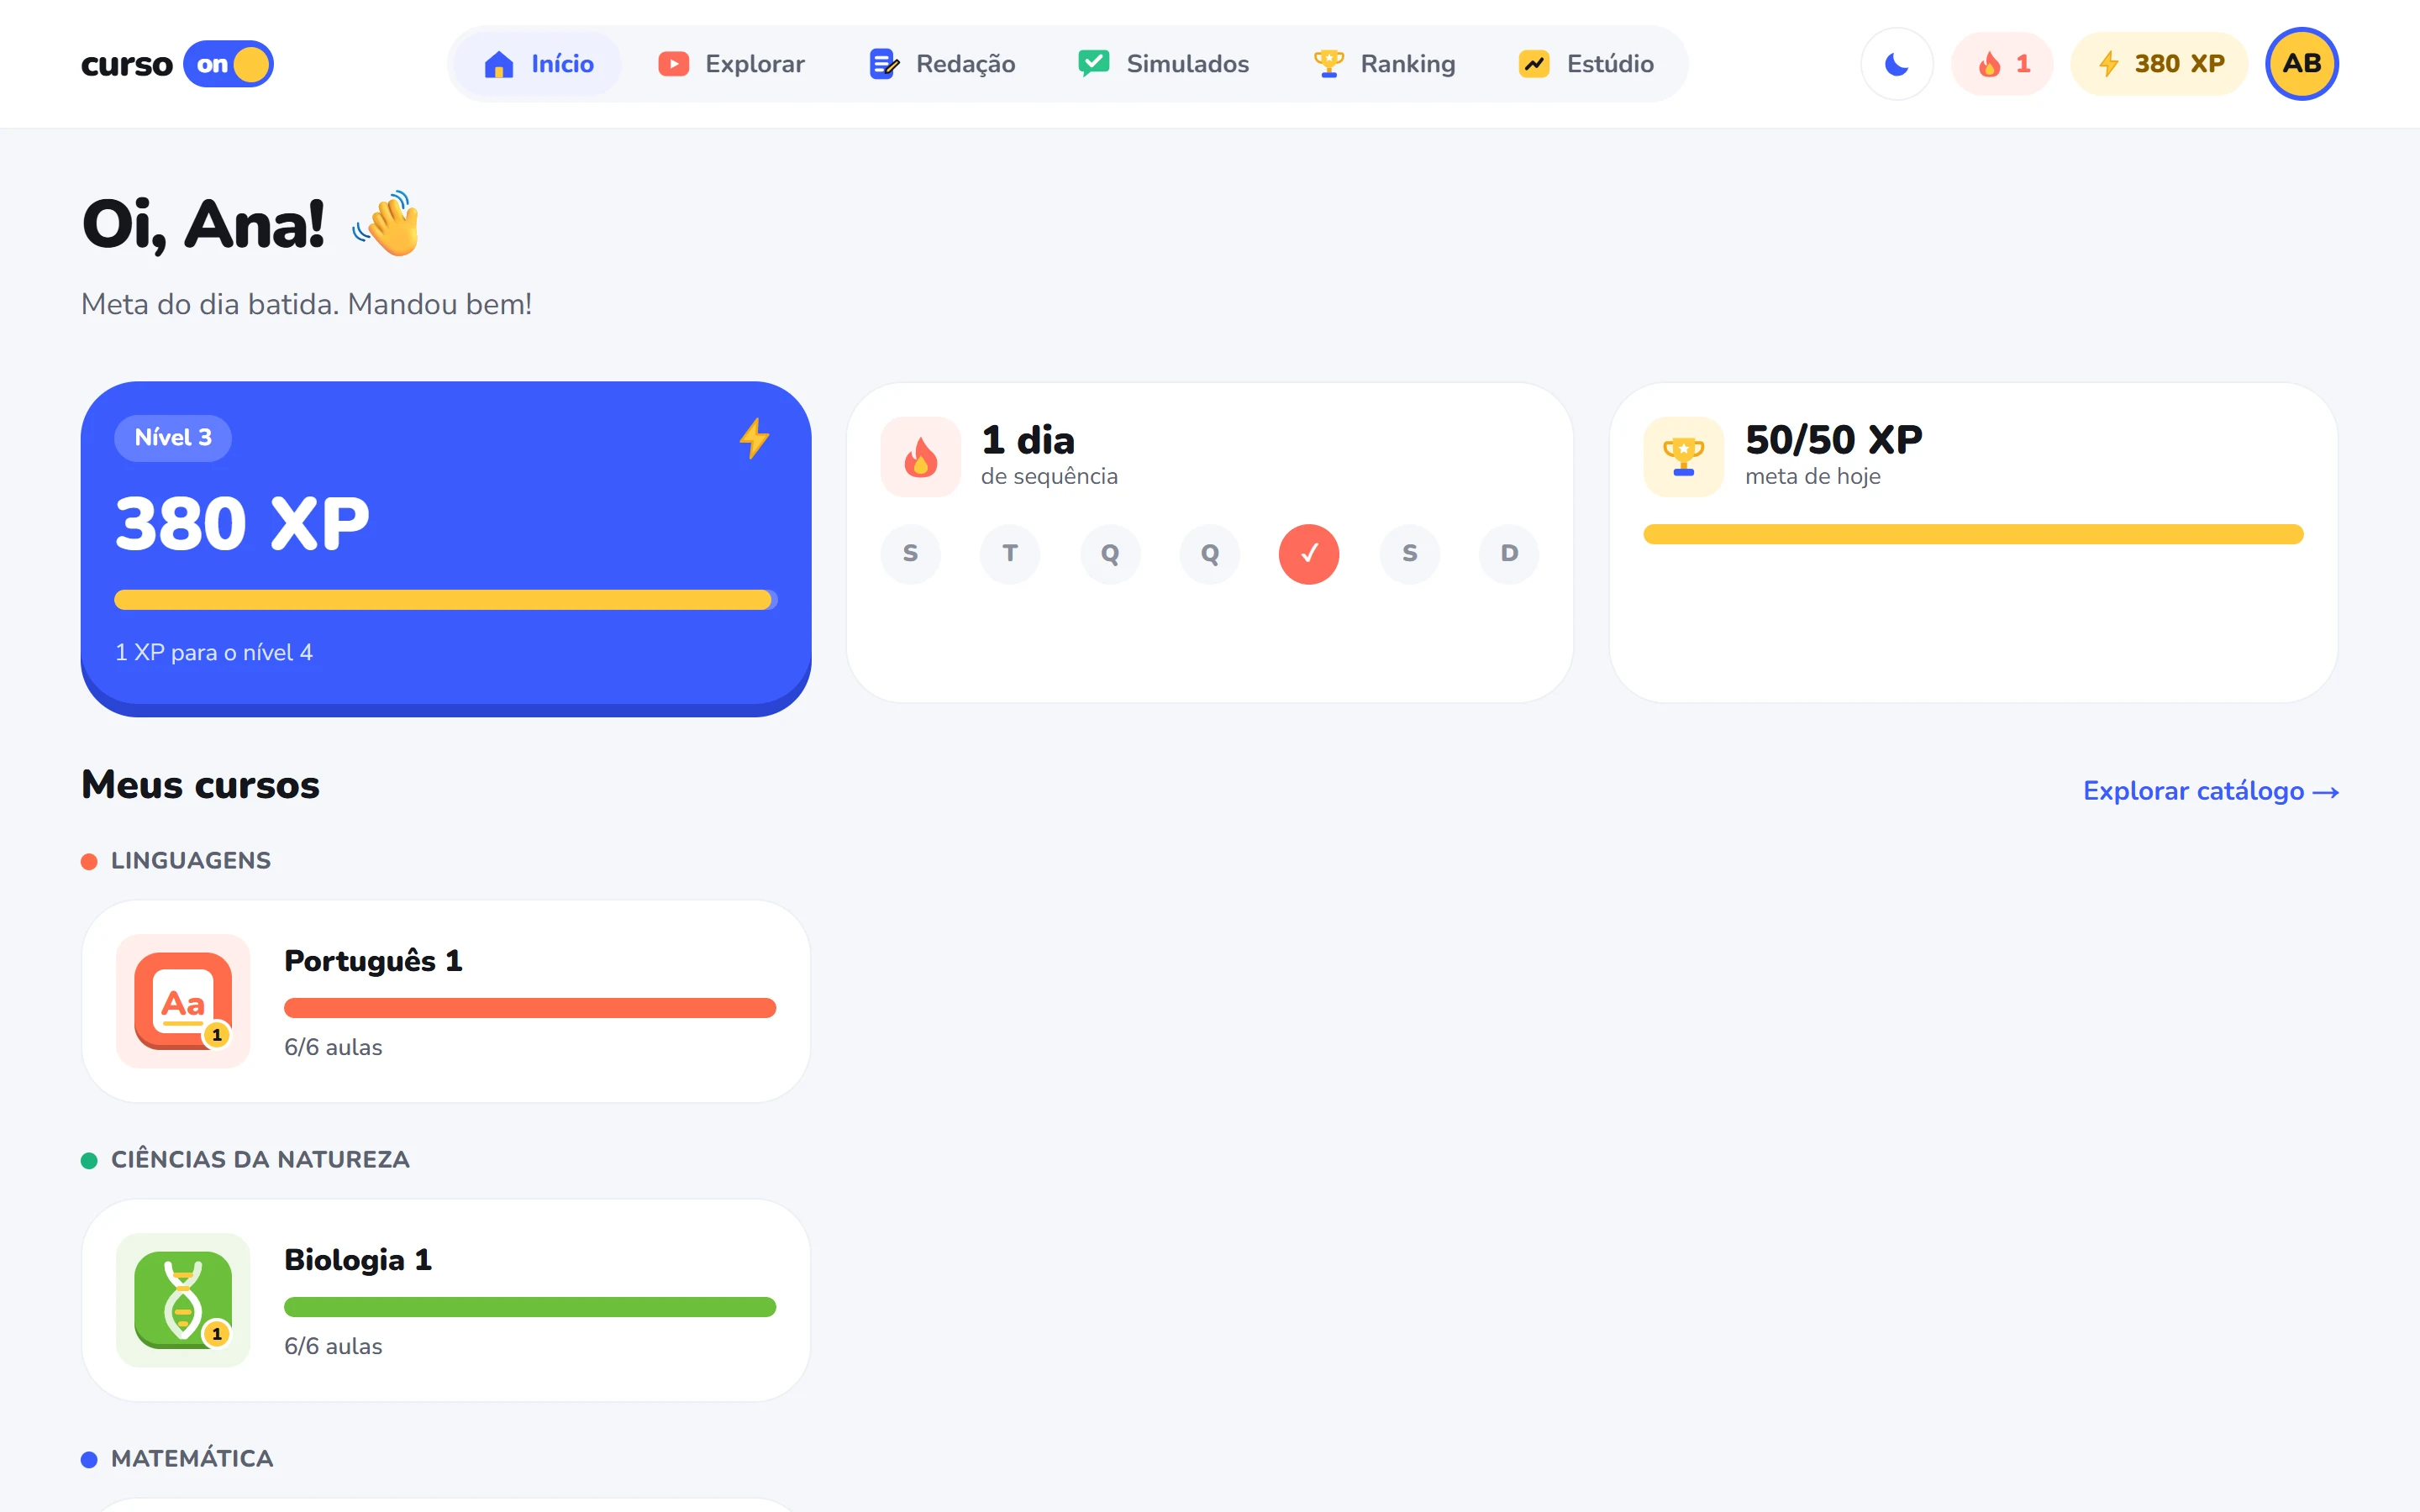 curso on
Início
Explorar
Redação
Simulados
Ranking
Estúdio
1
380 XP
AB
Oi, Ana!
Meta do dia batida. Mandou bem!
Nível 3
380 XP
1 XP para o nível 4
1 dia
de sequência
S T Q Q ✓ S D
50/50 XP
meta de hoje
Meus cursos
Explorar catálogo →
LINGUAGENS
Aa
1
Português 1
6/6 aulas
CIÊNCIAS DA NATUREZA
1
Biologia 1
6/6 aulas
MATEMÁTICA